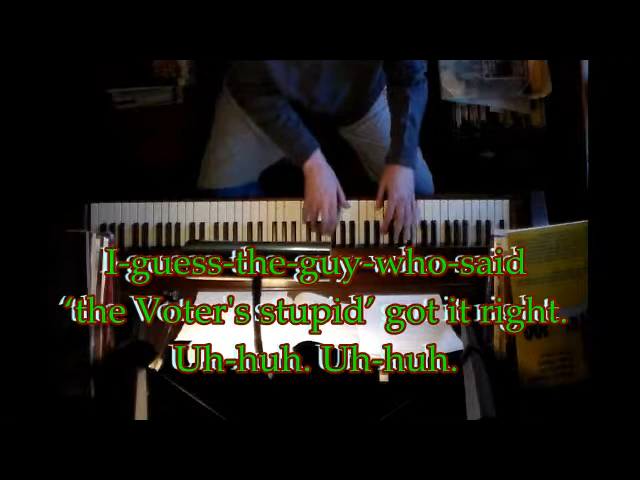 I-guess-the-guy-who-said
“the Voter's stupid’ got it right.
Uh-huh. Uh-huh.